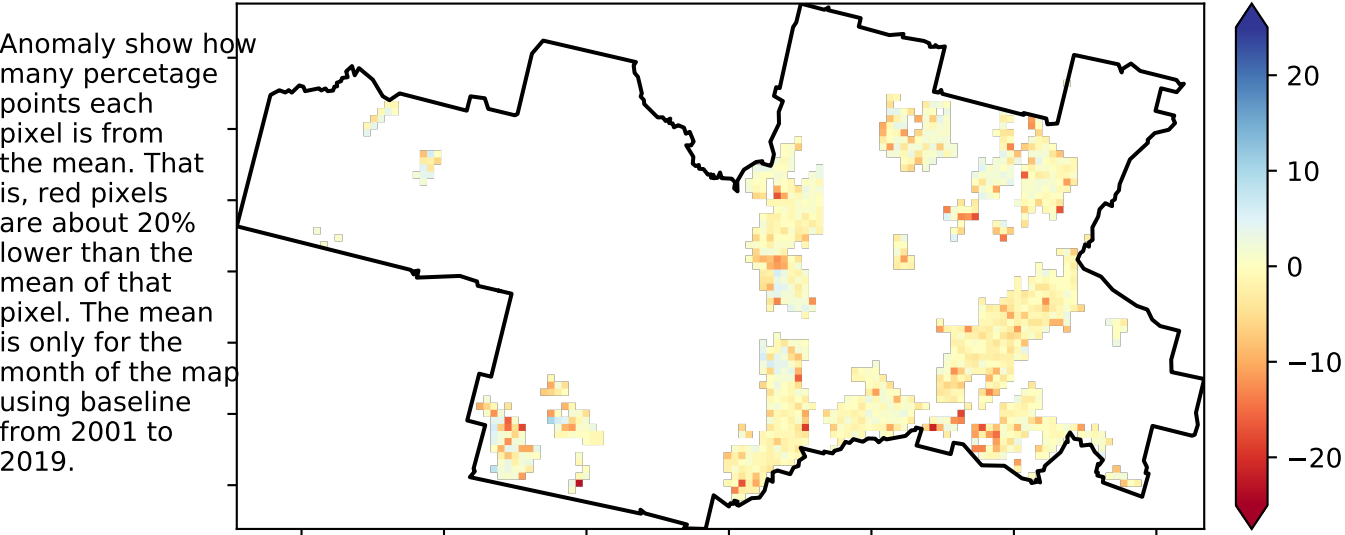 Anomaly show how
many percetage
points each
pixel is from
the mean. That
is, red pixels
are about 20%
lower than the
mean of that
pixel. The mean
is only for the
month of the map
using baseline
from 2001 to
2019.
20
10
0
−10
−20